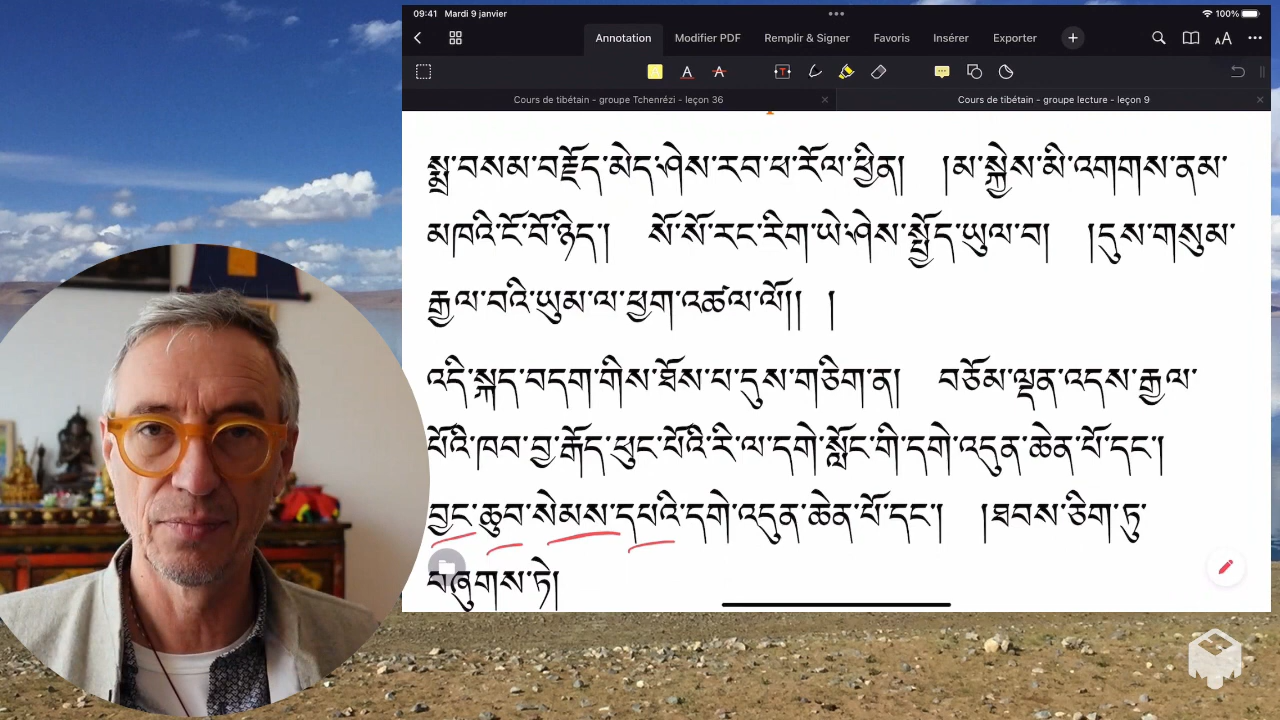 09:41 Mardi 9 janvier
100%
Annotation Modifier PDF Remplir & Signer Favoris Insérer Exporter
Cours de tibétain - groupe Tchenrézi - leçon 36
Cours de tibétain - groupe lecture - leçon 9
སྨྲ་བསམ་བརྗོད་མེད་ཤེས་རབ་ཕ་རོལ་ཕྱིན། །མ་སྐྱེས་མི་འགགས་ནམ་
མཁའི་ངོ་བོ་ཉིད།་ སོ་སོ་རང་རིག་ཡེ་ཤེས་སྤྱོད་ཡུལ་བ། །དུས་གསུམ་
རྒྱལ་བའི་ཡུམ་ལ་ཕྱག་འཚལ་ལོ།། །
འདི་སྐད་བདག་གིས་ཐོས་པ་དུས་གཅིག་ན། བཅོམ་ལྡན་འདས་རྒྱལ་
པོའི་ཁབ་བྱ་རྒོད་ཕུང་པོའི་རི་ལ་དགེ་སློང་གི་དགེ་འདུན་ཆེན་པོ་དང་།
བྱང་ཆུབ་སེམས་དཔའི་དགེ་འདུན་ཆེན་པོ་དང་། །ཐབས་ཅིག་ཏུ་
བཞུགས་ཏེ།